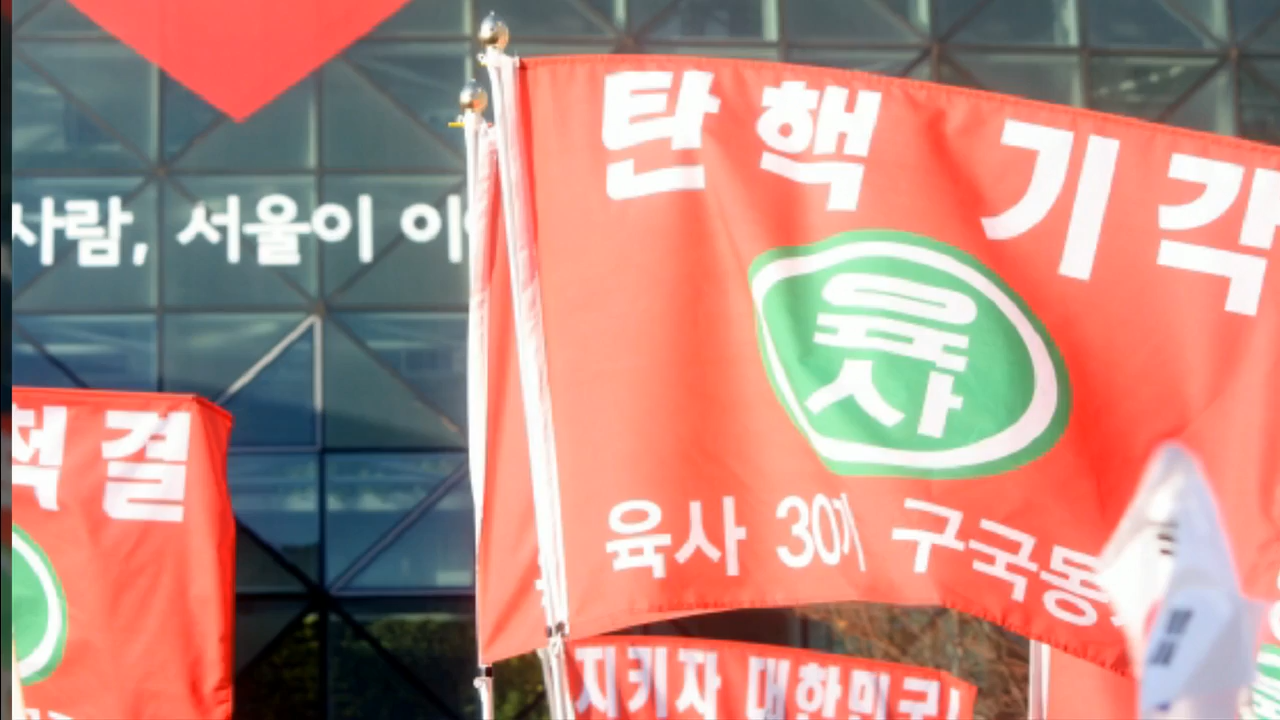 사람, 서울이
탄핵 기각
육
사
육사 30기 구국동
척결
지키자 대한민국!